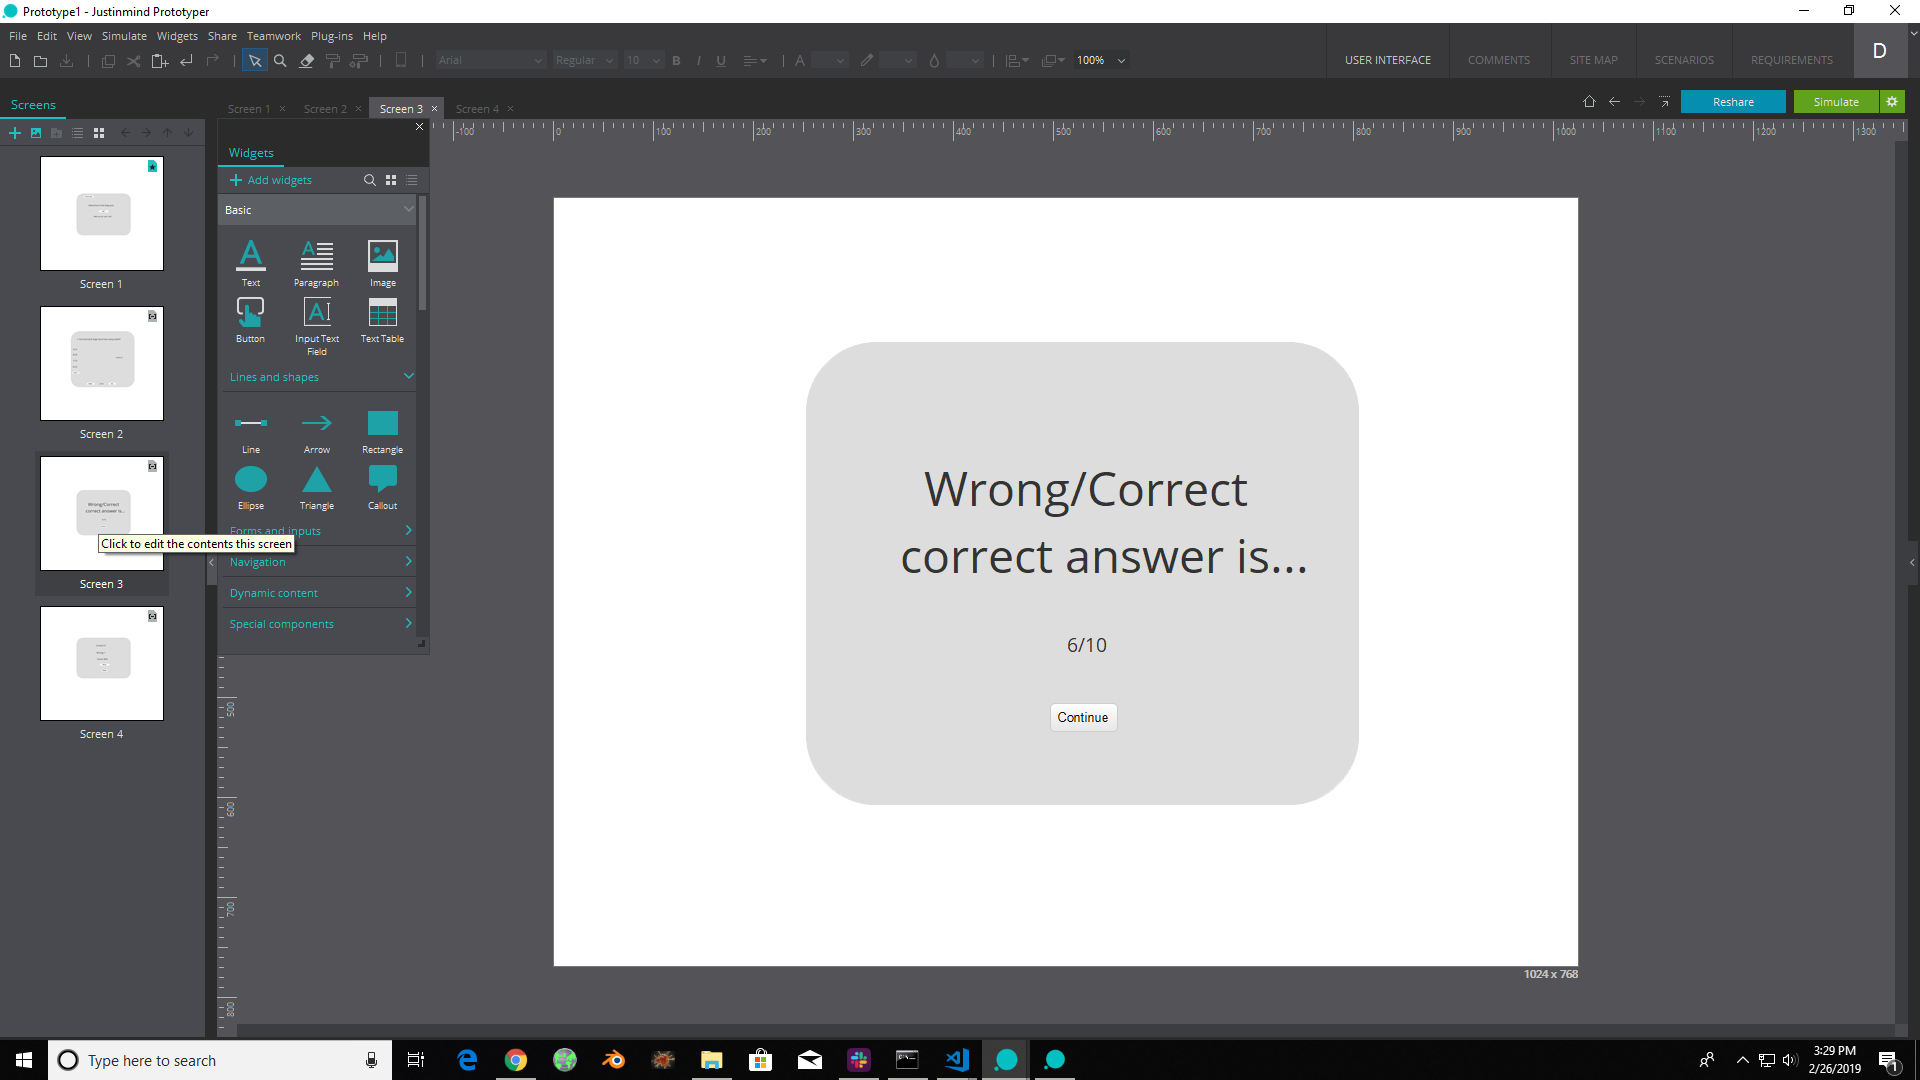 Prototype1 - Justinmind Prototyper
File Edit View Simulate Widgets Share Teamwork Plug-ins Help
Arial Regular 10 B I U A 100%
USER INTERFACE COMMENTS SITE MAP SCENARIOS REQUIREMENTS D
Screens
Screen 1 Screen 2 Screen 3 Screen 4
Reshare Simulate
-100 0 100 200 300 400 500 600 700 800 900 1000 1100 1200 1300
Widgets
Add widgets
Basic
Text Paragraph Image
Button Input Text Field Text Table
Lines and shapes
Line Arrow Rectangle
Ellipse Triangle Callout
Forms and inputs
Navigation
Dynamic content
Special components
Screen 1
Screen 2
Wrong/Correct
correct answer is...
Click to edit the contents this screen
Screen 3
Screen 4
500
600
700
800
Wrong/Correct
correct answer is...
6/10
Continue
1024 x 768
Type here to search
3:29 PM
2/26/2019
1